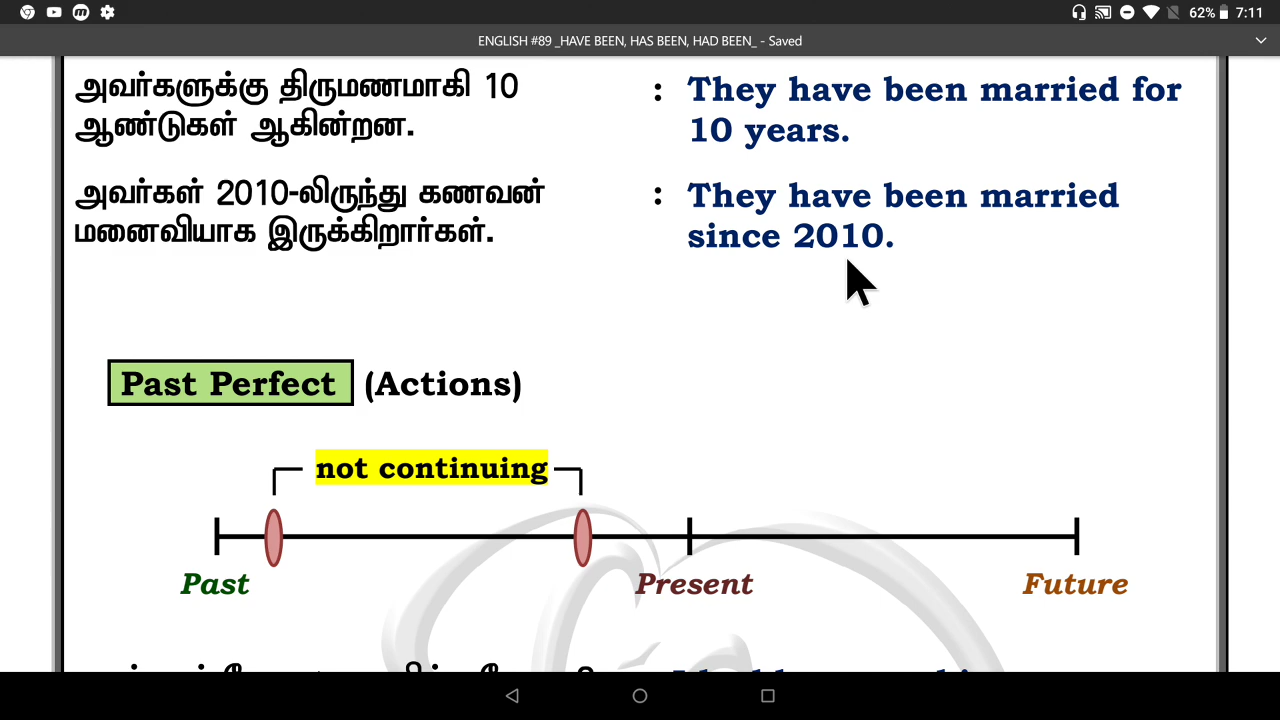 62% 7:11
ENGLISH #89 _HAVE BEEN, HAS BEEN, HAD BEEN_ - Saved
அவர்களுக்கு திருமணமாகி 10 : They have been married for
ஆண்டுகள் ஆகின்றன. 10 years.
அவர்கள் 2010-லிருந்து கணவன் : They have been married
மனைவியாக இருக்கிறார்கள். since 2010.
Past Perfect (Actions)
not continuing
Past Present Future